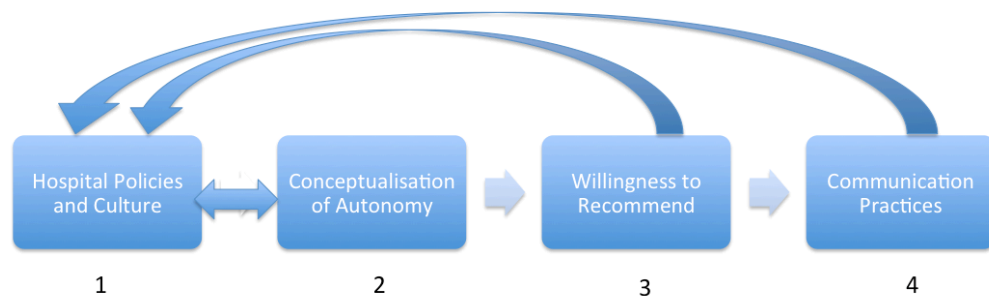 Hospital Policies
and Culture
Conceptualisation
of Autonomy
Willingness to
Recommend
Communication
Practices
1
2
3
4